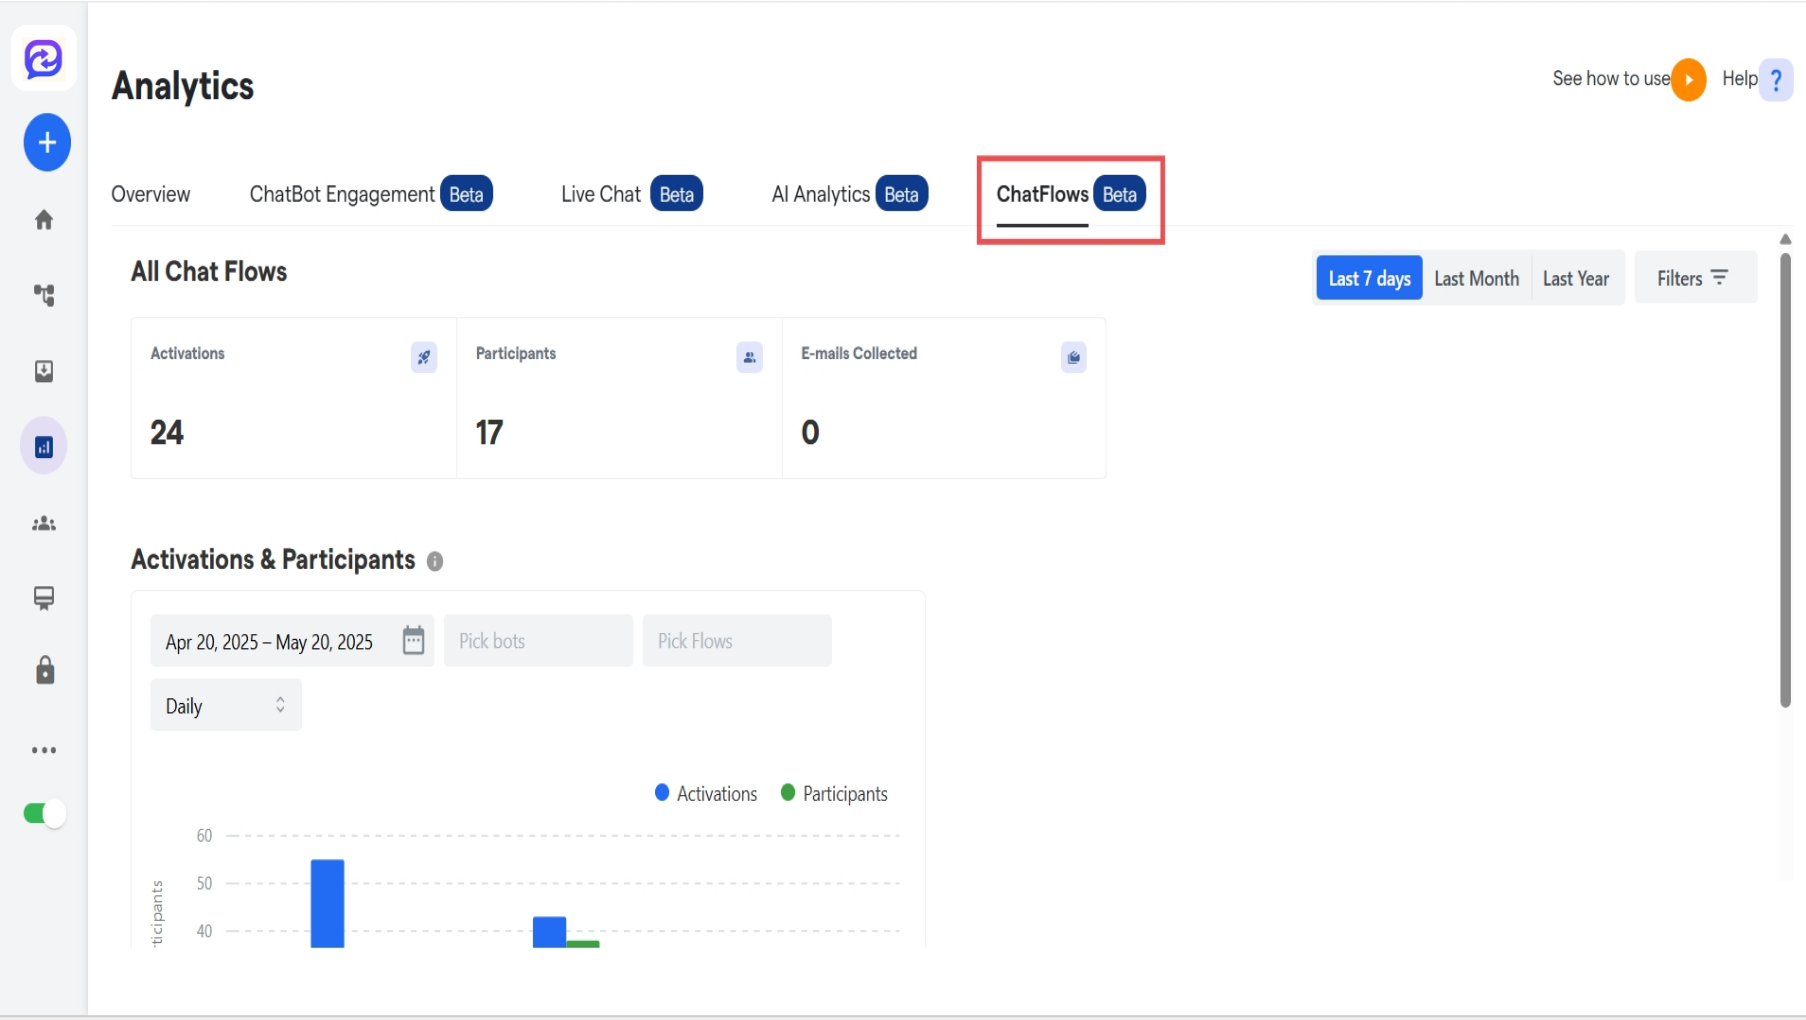 Analytics
See how to use
Help ?
Overview
ChatBot Engagement Beta
Live Chat Beta
AI Analytics Beta
ChatFlows Beta
All Chat Flows
Last 7 days
Last Month
Last Year
Filters
Activations
Participants
E-mails Collected
24
17
0
Activations & Participants
Apr 20, 2025 – May 20, 2025
Pick bots
Pick Flows
Daily
Activations
Participants
60
50
40